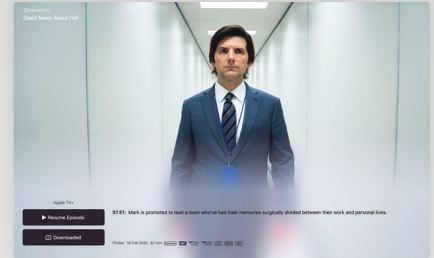 Severance
Good News About Hell
Apple TV+
Resume Episode
S1 E1: Mark is promoted to lead a team who've had their memories surgically divided between their work and personal lives.
Downloaded
Thriller 18 Feb 2022 57 min